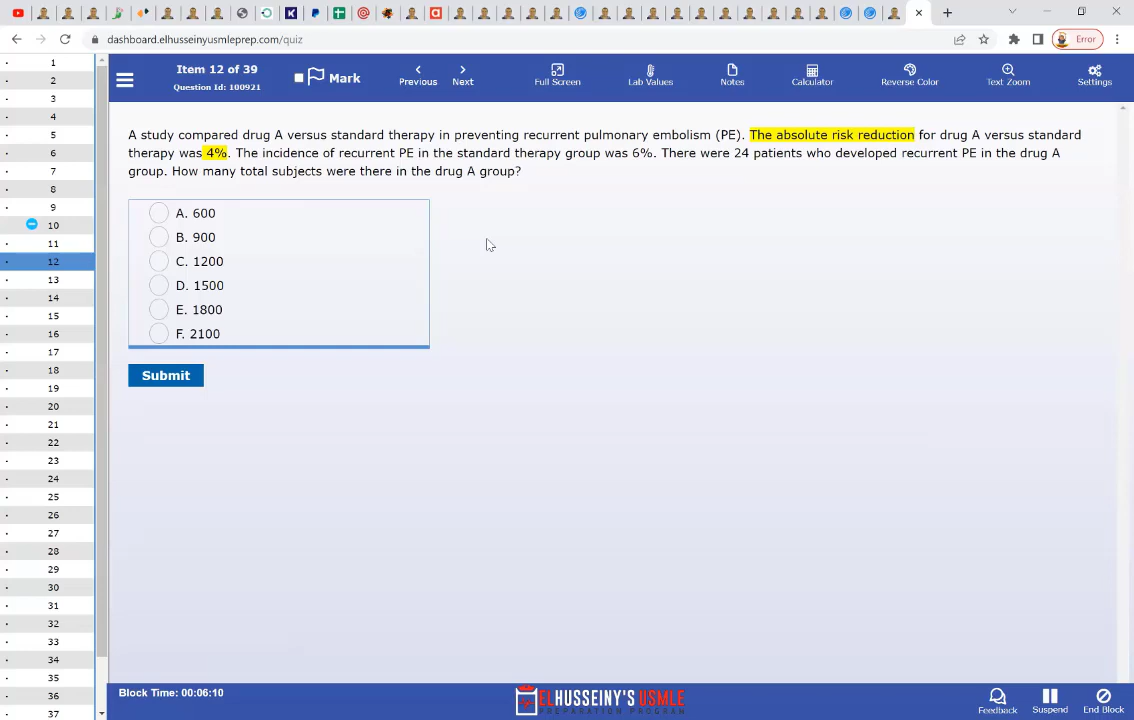 dashboard.elhusseinyusmleprep.com/quiz
Error
Item 12 of 39
Question Id: 100921
Mark
Previous
Next
Full Screen
Lab Values
Notes
Calculator
Reverse Color
Text Zoom
Settings
1
2
3
4
5
6
7
8
9
10
11
12
13
14
15
16
17
18
19
20
21
22
23
24
25
26
27
28
29
30
31
32
33
34
35
36
37
A study compared drug A versus standard therapy in preventing recurrent pulmonary embolism (PE). The absolute risk reduction for drug A versus standard
therapy was 4%. The incidence of recurrent PE in the standard therapy group was 6%. There were 24 patients who developed recurrent PE in the drug A
group. How many total subjects were there in the drug A group?
A. 600
B. 900
C. 1200
D. 1500
E. 1800
F. 2100
Submit
Block Time: 00:06:10
ELHUSSEINY'S USMLE
PREPARATION PROGRAM
Feedback
Suspend
End Block